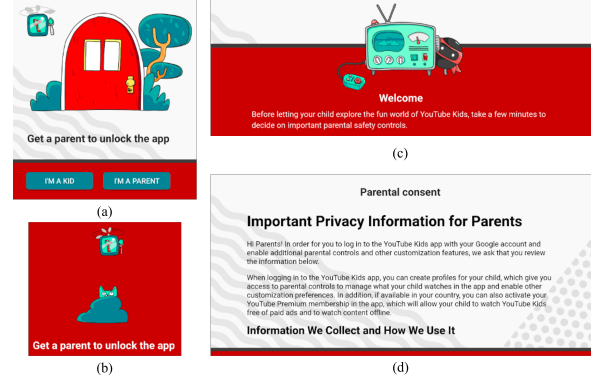 Get a parent to unlock the app
I'M A KID
I'M A PARENT
(a)
Get a parent to unlock the app
(b)
Welcome
Before letting your child explore the fun world of YouTube Kids, take a few minutes to
decide on important parental safety controls.
(c)
Parental consent
Important Privacy Information for Parents
Hi Parents! In order for you to log in to the YouTube Kids app with your Google account and
enable additional parental controls and other customization features, we ask that you review
the information below.
When logging in to the YouTube Kids app, you can create profiles for your child, which give you
access to parental controls to manage what your child watches in the app and enable other
customization preferences. In addition, if available in your country, you can also activate your
YouTube Premium membership in the app, which will allow your child to watch YouTube Kids
free of paid ads and to watch content offline.
Information We Collect and How We Use It
(d)